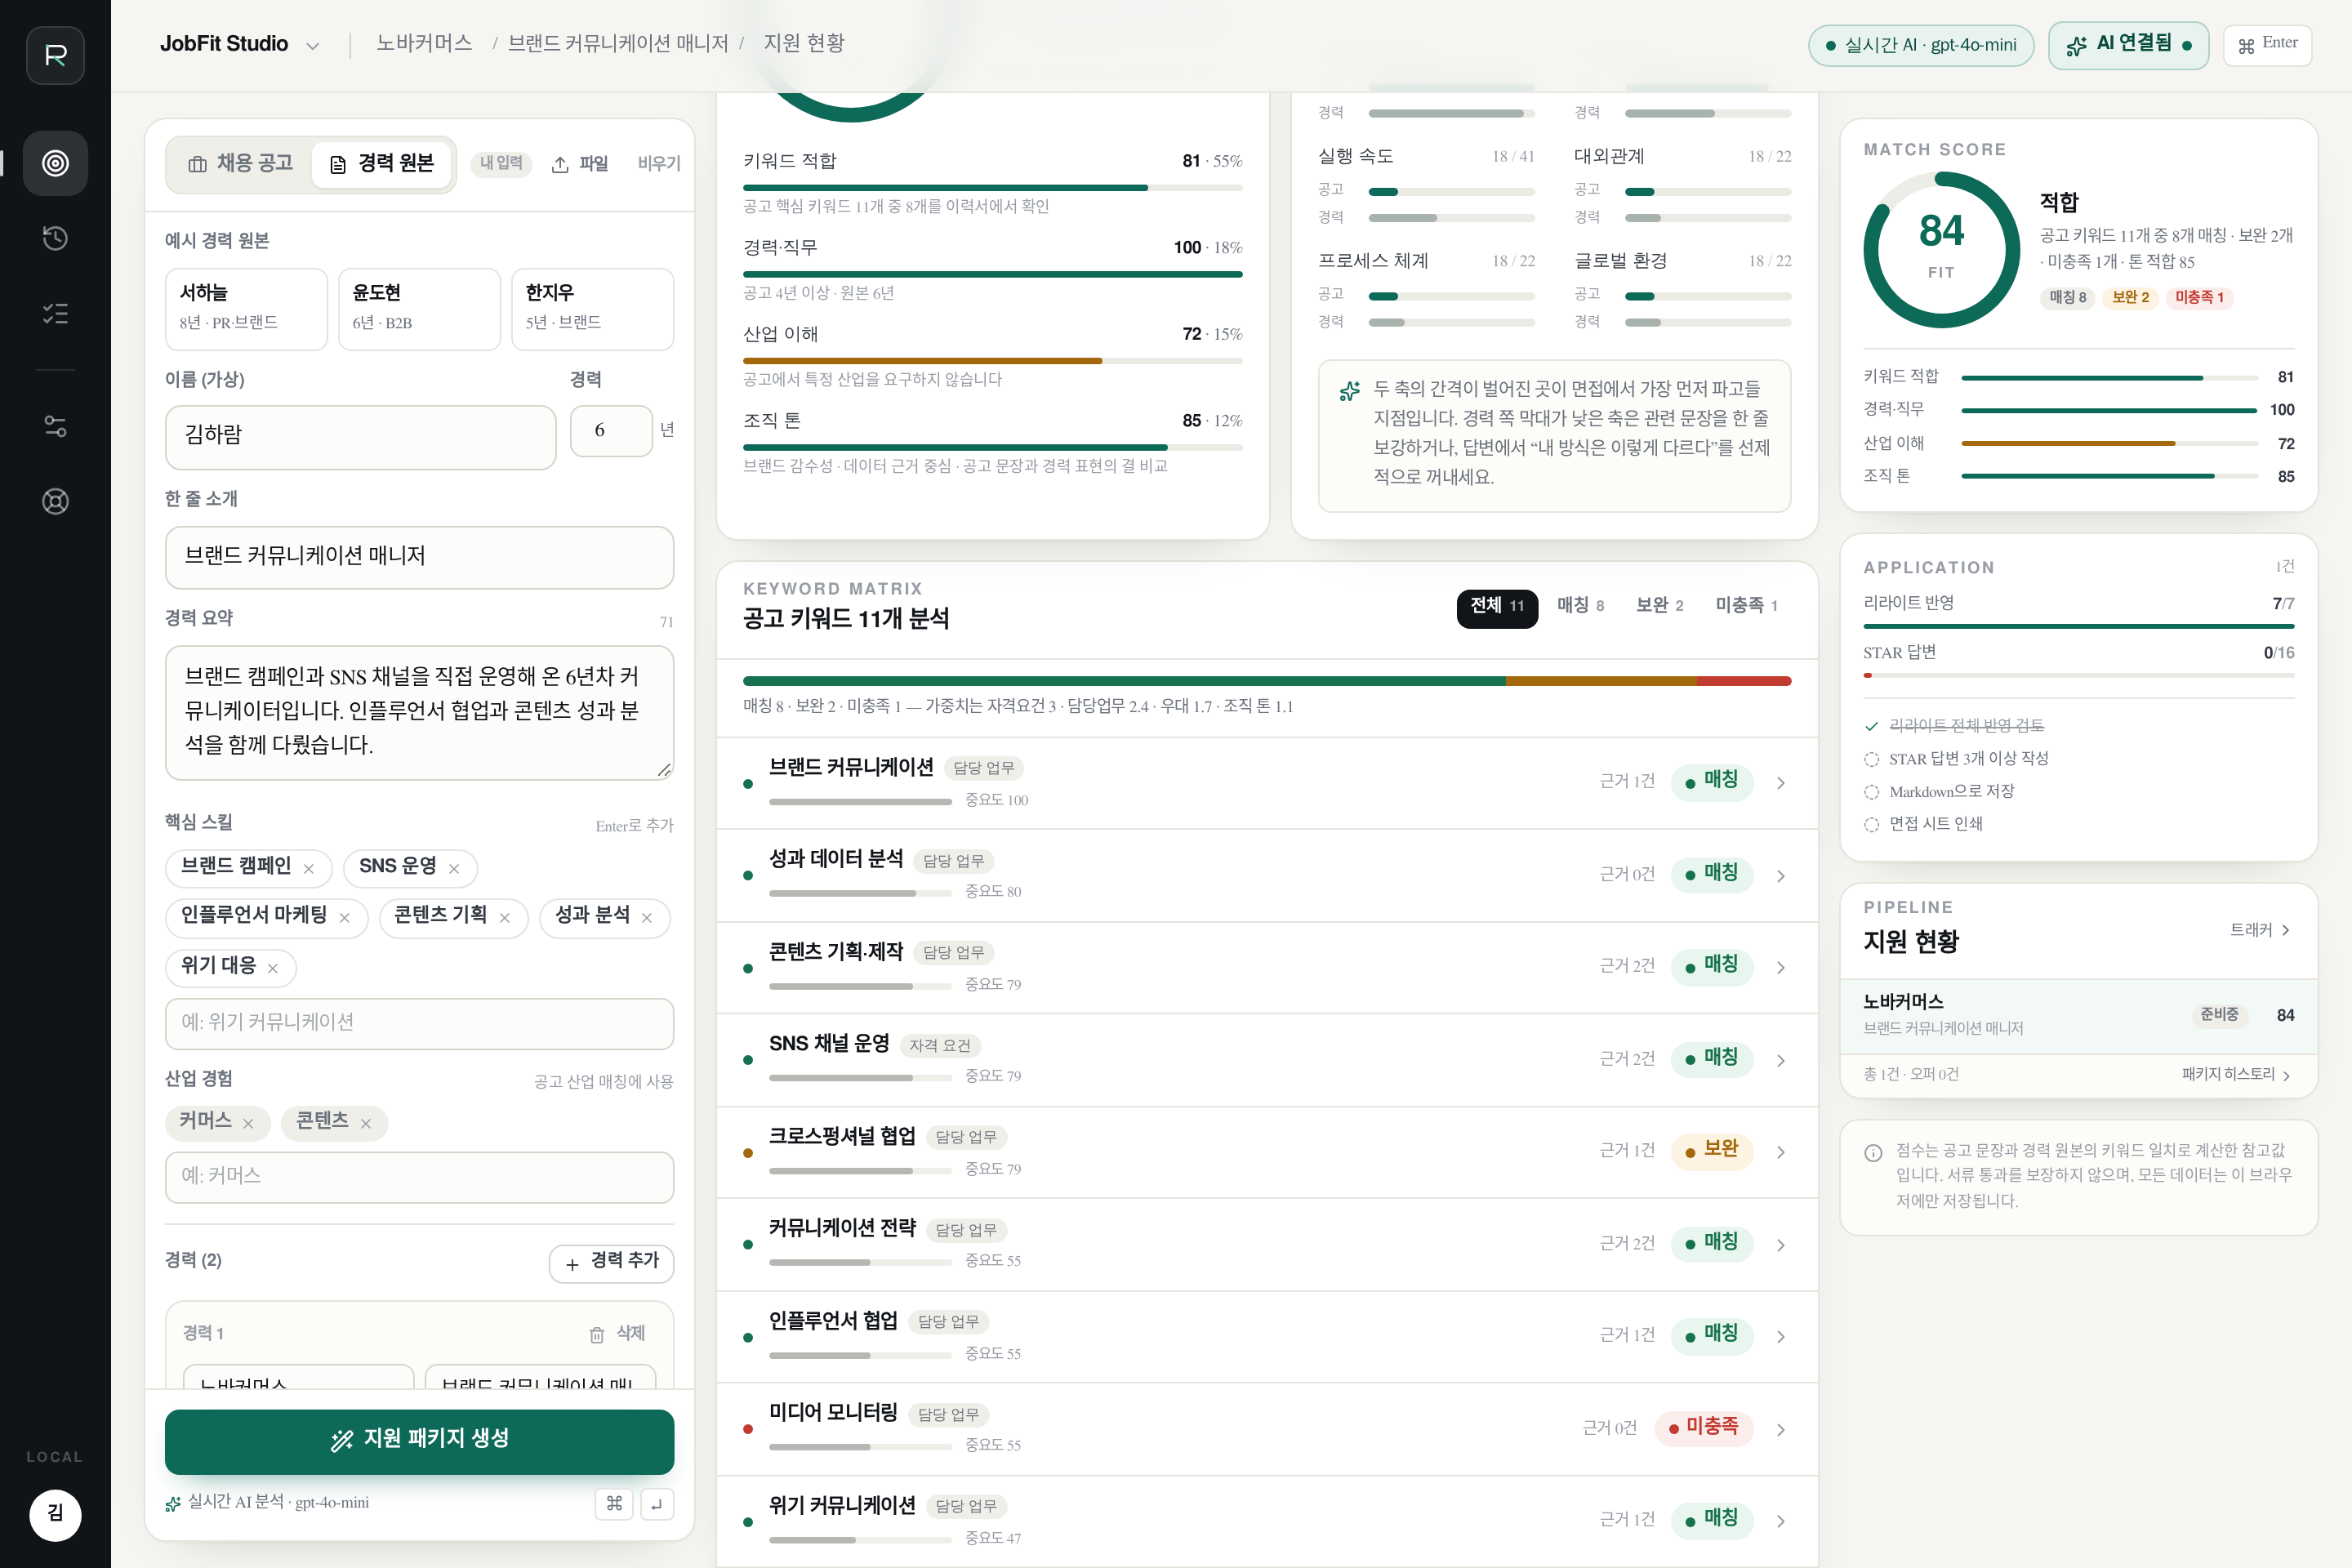 JobFit Studio
노바커머스 / 브랜드 커뮤니케이션 매니저 / 지원 현황
실시간 AI · gpt-4o-mini
AI 연결됨
⌘ Enter
채용 공고
경력 원본
내 입력
파일
비우기
예시 경력 원본
서하늘
8년 · PR·브랜드
윤도현
6년 · B2B
한지우
5년 · 브랜드
이름 (가상)
경력
김하람
6
년
한 줄 소개
브랜드 커뮤니케이션 매니저
경력 요약
71
브랜드 캠페인과 SNS 채널을 직접 운영해 온 6년차 커
뮤니케이터입니다. 인플루언서 협업과 콘텐츠 성과 분
석을 함께 다뤘습니다.
핵심 스킬
Enter로 추가
브랜드 캠페인 ×
SNS 운영 ×
인플루언서 마케팅 ×
콘텐츠 기획 ×
성과 분석 ×
위기 대응 ×
예: 위기 커뮤니케이션
산업 경험
공고 산업 매칭에 사용
커머스 ×
콘텐츠 ×
예: 커머스
경력 (2)
+ 경력 추가
경력 1
삭제
노바커머스
브랜드 커뮤니케이션 매니
지원 패키지 생성
실시간 AI 분석 · gpt-4o-mini
⌘ ↵
LOCAL
김
키워드 적합
81 · 55%
공고 핵심 키워드 11개 중 8개를 이력서에서 확인
경력·직무
100 · 18%
공고 4년 이상 · 원본 6년
산업 이해
72 · 15%
공고에서 특정 산업을 요구하지 않습니다
조직 톤
85 · 12%
브랜드 감수성 · 데이터 근거 중심 · 공고 문장과 경력 표현의 결 비교
경력
경력
실행 속도
18 / 41
공고
경력
대외관계
18 / 22
공고
경력
프로세스 체계
18 / 22
공고
경력
글로벌 환경
18 / 22
공고
경력
두 축의 간격이 벌어진 곳이 면접에서 가장 먼저 파고들
지점입니다. 경력 쪽 막대가 낮은 축은 관련 문장을 한 줄
보강하거나, 답변에서 “내 방식은 이렇게 다르다”를 선제
적으로 꺼내세요.
KEYWORD MATRIX
공고 키워드 11개 분석
전체 11
매칭 8
보완 2
미충족 1
매칭 8 · 보완 2 · 미충족 1 — 가중치는 자격요건 3 · 담당업무 2.4 · 우대 1.7 · 조직 톤 1.1
브랜드 커뮤니케이션 담당 업무
중요도 100
근거 1건
매칭
성과 데이터 분석 담당 업무
중요도 80
근거 0건
매칭
콘텐츠 기획·제작 담당 업무
중요도 79
근거 2건
매칭
SNS 채널 운영 자격 요건
중요도 79
근거 2건
매칭
크로스펑셔널 협업 담당 업무
중요도 79
근거 1건
보완
커뮤니케이션 전략 담당 업무
중요도 55
근거 2건
매칭
인플루언서 협업 담당 업무
중요도 55
근거 1건
매칭
미디어 모니터링 담당 업무
중요도 55
근거 0건
미충족
위기 커뮤니케이션 담당 업무
중요도 47
근거 1건
매칭
MATCH SCORE
84
FIT
적합
공고 키워드 11개 중 8개 매칭 · 보완 2개
· 미충족 1개 · 톤 적합 85
매칭 8
보완 2
미충족 1
키워드 적합
81
경력·직무
100
산업 이해
72
조직 톤
85
APPLICATION
1건
리라이트 반영
7/7
STAR 답변
0/16
리라이트 전체 반영 검토
STAR 답변 3개 이상 작성
Markdown으로 저장
면접 시트 인쇄
PIPELINE
지원 현황
트래커
노바커머스
브랜드 커뮤니케이션 매니저
준비중
84
총 1건 · 오퍼 0건
패키지 히스토리
점수는 공고 문장과 경력 원본의 키워드 일치로 계산한 참고값
입니다. 서류 통과를 보장하지 않으며, 모든 데이터는 이 브라우
저에만 저장됩니다.